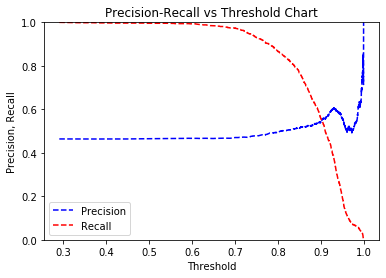 Precision-Recall vs Threshold Chart
Precision, Recall
1.0
0.8
0.6
0.4
0.2
0.0
Precision
Recall
0.3 0.4 0.5 0.6 0.7 0.8 0.9 1.0
Threshold